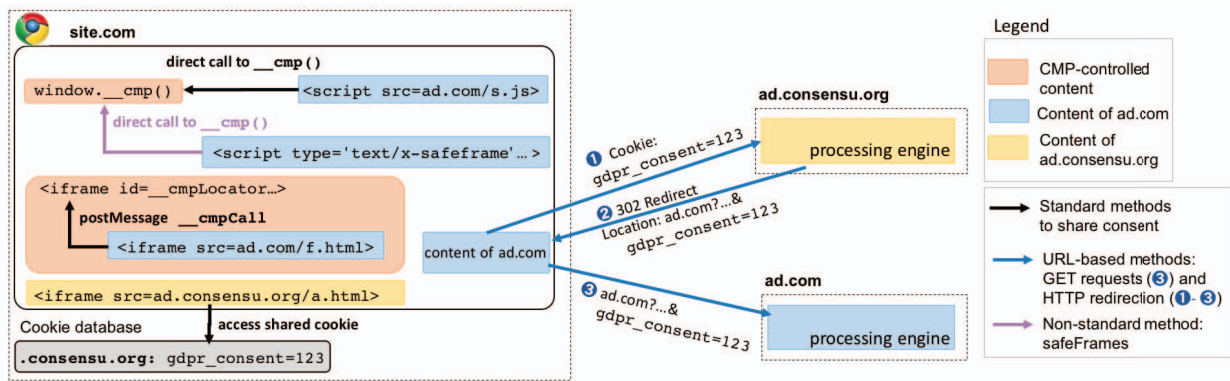 site.com
direct call to __cmp()
window.__cmp()
<script src=ad.com/s.js>
direct call to __cmp()
<script type='text/x-safeframe'… >
<iframe id=__cmpLocator…>
postMessage __cmpCall
<iframe src=ad.com/f.html>
content of ad.com
<iframe src=ad.consensu.org/a.html>
Cookie database
access shared cookie
.consensu.org: gdpr_consent=123
1 Cookie:
gdpr_consent=123
2 302 Redirect
Location: ad.com?...&
gdpr_consent=123
3 ad.com?...&
gdpr_consent=123
ad.consensu.org
processing engine
ad.com
processing engine
Legend
CMP-controlled
content
Content of ad.com
Content of
ad.consensu.org
Standard methods
to share consent
URL-based methods:
GET requests (3) and
HTTP redirection (1- 3)
Non-standard method:
safeFrames